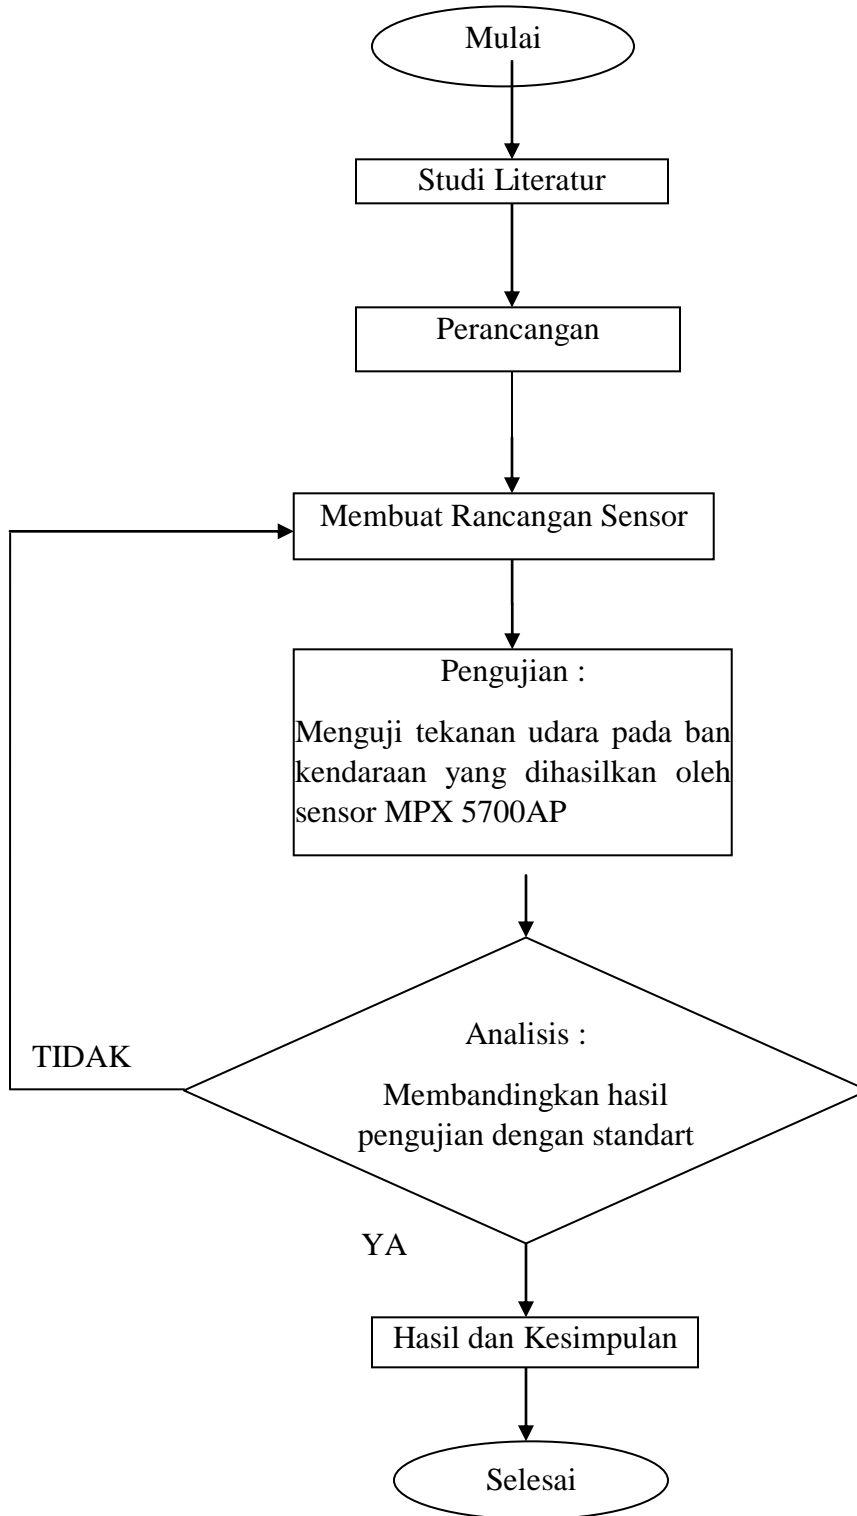 Mulai
Studi Literatur
Perancangan
Membuat Rancangan Sensor
Pengujian :
Menguji tekanan udara pada ban
kendaraan yang dihasilkan oleh
sensor MPX 5700AP
Analisis :
TIDAK
Membandingkan hasil
pengujian dengan standart
YA
Hasil dan Kesimpulan
Selesai